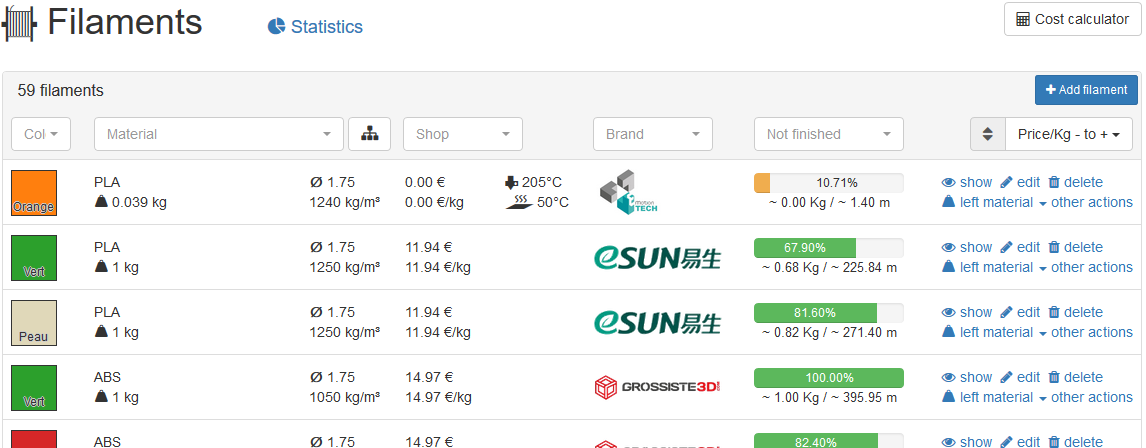 Filaments
Statistics
Cost calculator
59 filaments
Add filament
Col
Material
Shop
Brand
Not finished
Price/Kg - to +
Orange
PLA
0.039 kg
Ø 1.75
1240 kg/m³
0.00 €
0.00 €/kg
205°C
50°C
motion
TECH
10.71%
~ 0.00 Kg / ~ 1.40 m
show edit delete
left material other actions
Vert
PLA
1 kg
Ø 1.75
1250 kg/m³
11.94 €
11.94 €/kg
eSUN易生
67.90%
~ 0.68 Kg / ~ 225.84 m
show edit delete
left material other actions
Peau
PLA
1 kg
Ø 1.75
1250 kg/m³
11.94 €
11.94 €/kg
eSUN易生
81.60%
~ 0.82 Kg / ~ 271.40 m
show edit delete
left material other actions
Vert
ABS
1 kg
Ø 1.75
1050 kg/m³
14.97 €
14.97 €/kg
GROSSISTE3D
100.00%
~ 1.00 Kg / ~ 395.95 m
show edit delete
left material other actions
ABS
Ø 1.75
14.97 €
GROSSISTE3D
82.40%
show edit delete